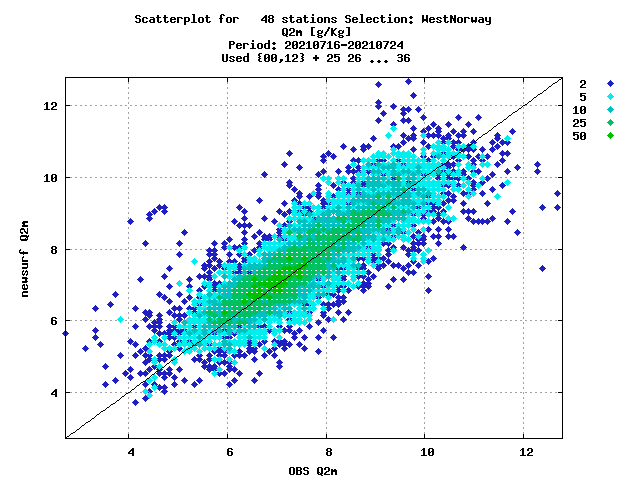 Scatterplot for   48 stations Selection: WestNorway
Q2m [g/Kg]
Period: 20210716-20210724
Used {00,12} + 25 26 ... 36
2
5
10
25
50
12
10
8
6
4
newsurf Q2m
4 6 8 10 12
OBS Q2m